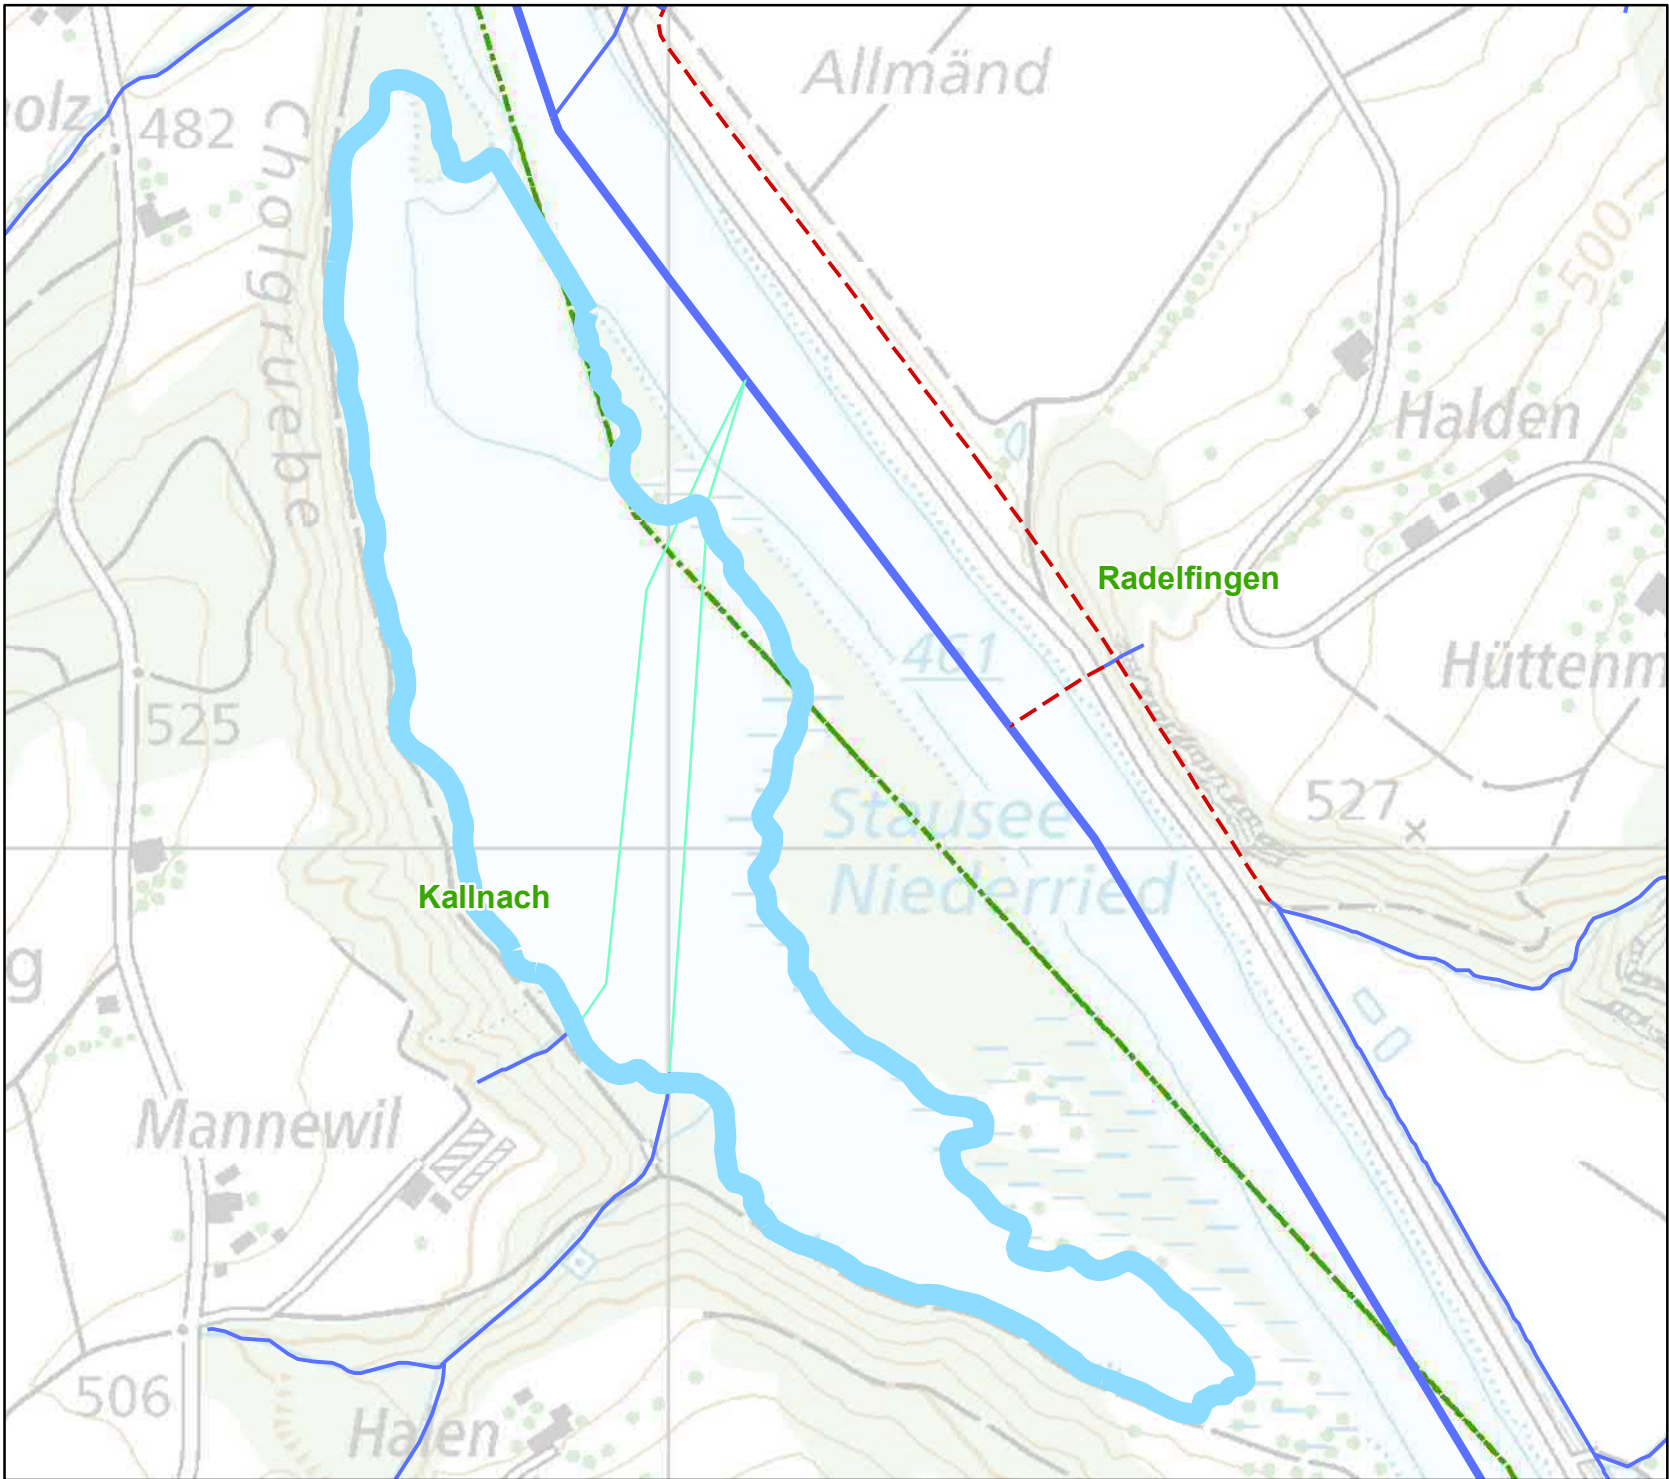 Allmänd
olz
482
Cholgruebe
500
Halden
Radelfingen
461
Hüttenm
525
527
Stausee
Niederried
Kallnach
g
Mannewil
506
Halen